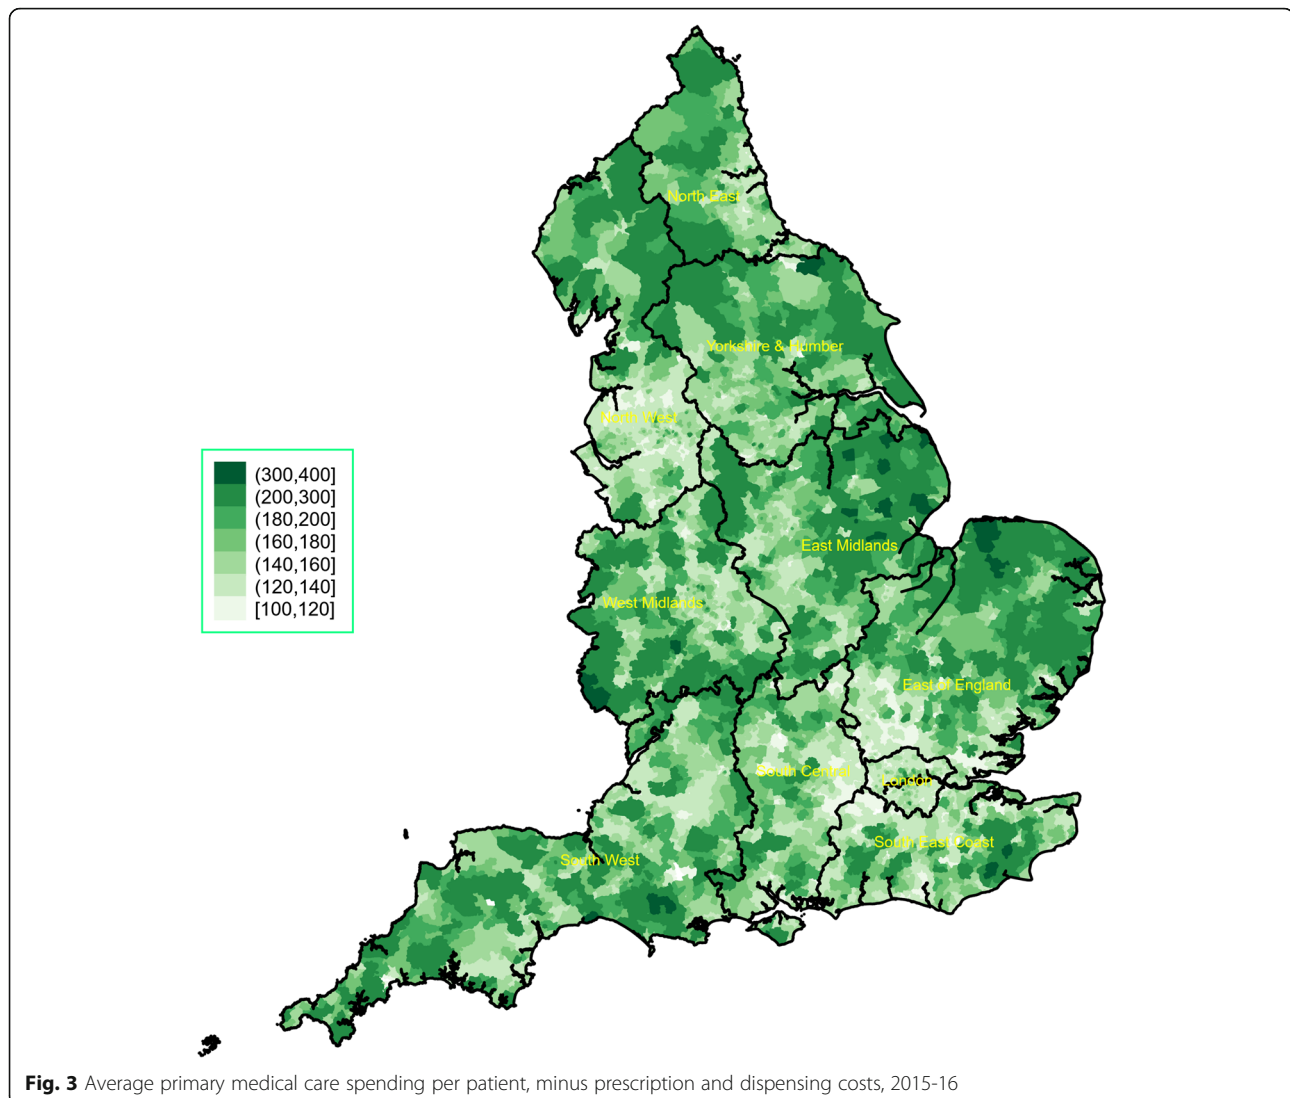 North East
Yorkshire & Humber
North West
(300,400]
(200,300]
(180,200]
(160,180]
(140,160]
(120,140]
[100,120]
East Midlands
West Midlands
East of England
South Central
London
South East Coast
South West
Fig. 3 Average primary medical care spending per patient, minus prescription and dispensing costs, 2015-16